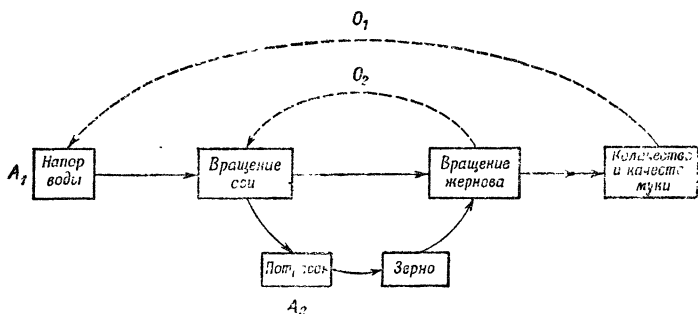 O₁
O₂
A₁
Напор
воды
Вращение
оси
Вращение
жернова
Количество
и качество
муки
Зерно
A₂